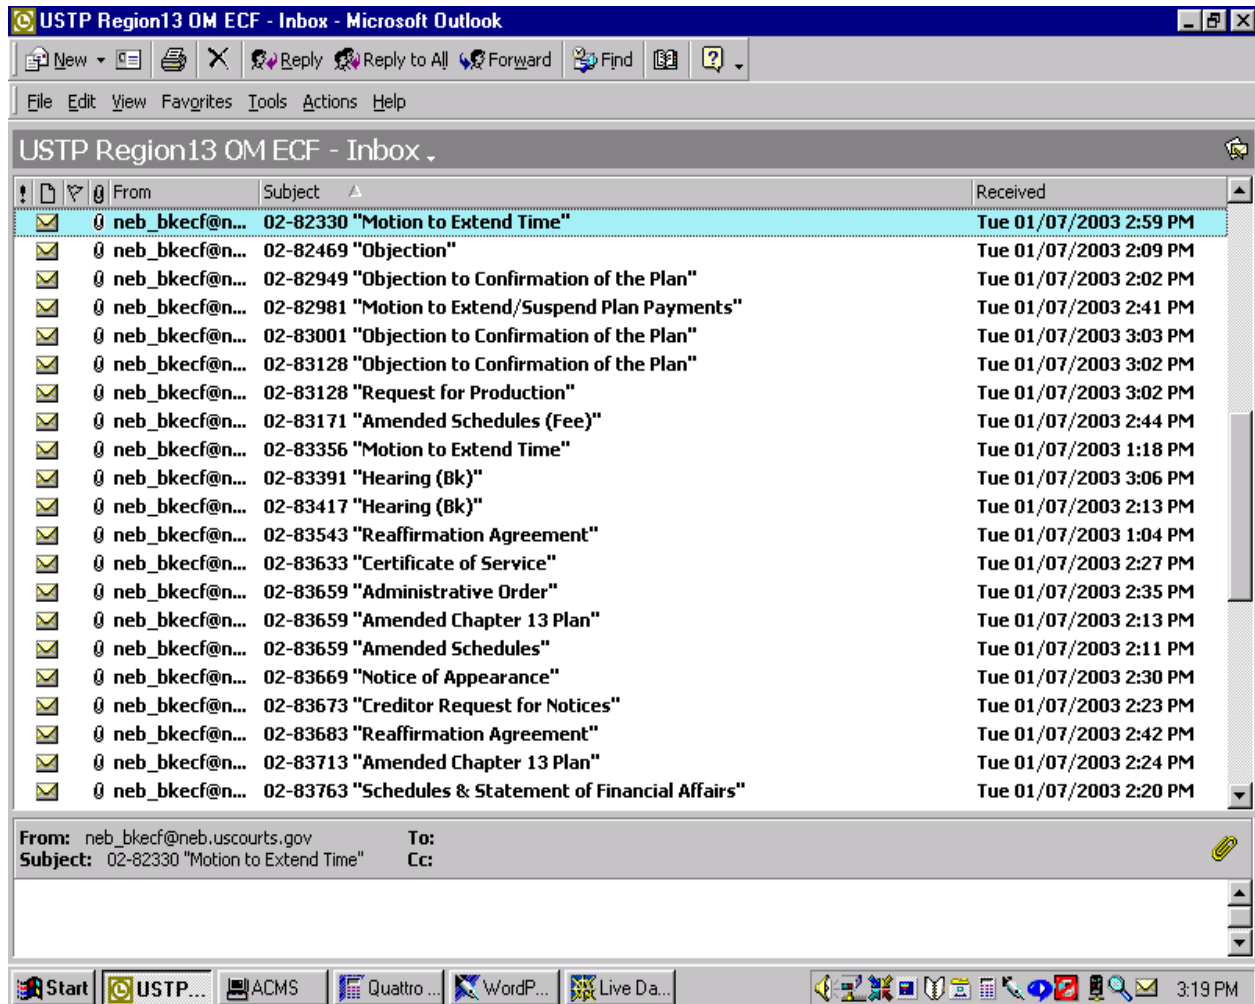 USTP Region13 OM ECF - Inbox - Microsoft Outlook
New Reply Reply to All Forward Find
File Edit View Favorites Tools Actions Help
USTP Region13 OM ECF - Inbox
! From Subject Received
neb_bkecf@n... 02-82330 "Motion to Extend Time" Tue 01/07/2003 2:59 PM
neb_bkecf@n... 02-82469 "Objection" Tue 01/07/2003 2:09 PM
neb_bkecf@n... 02-82949 "Objection to Confirmation of the Plan" Tue 01/07/2003 2:02 PM
neb_bkecf@n... 02-82981 "Motion to Extend/Suspend Plan Payments" Tue 01/07/2003 2:41 PM
neb_bkecf@n... 02-83001 "Objection to Confirmation of the Plan" Tue 01/07/2003 3:03 PM
neb_bkecf@n... 02-83128 "Objection to Confirmation of the Plan" Tue 01/07/2003 3:02 PM
neb_bkecf@n... 02-83128 "Request for Production" Tue 01/07/2003 3:02 PM
neb_bkecf@n... 02-83171 "Amended Schedules (Fee)" Tue 01/07/2003 2:44 PM
neb_bkecf@n... 02-83356 "Motion to Extend Time" Tue 01/07/2003 1:18 PM
neb_bkecf@n... 02-83391 "Hearing (Bk)" Tue 01/07/2003 3:06 PM
neb_bkecf@n... 02-83417 "Hearing (Bk)" Tue 01/07/2003 2:13 PM
neb_bkecf@n... 02-83543 "Reaffirmation Agreement" Tue 01/07/2003 1:04 PM
neb_bkecf@n... 02-83633 "Certificate of Service" Tue 01/07/2003 2:27 PM
neb_bkecf@n... 02-83659 "Administrative Order" Tue 01/07/2003 2:35 PM
neb_bkecf@n... 02-83659 "Amended Chapter 13 Plan" Tue 01/07/2003 2:13 PM
neb_bkecf@n... 02-83659 "Amended Schedules" Tue 01/07/2003 2:11 PM
neb_bkecf@n... 02-83669 "Notice of Appearance" Tue 01/07/2003 2:30 PM
neb_bkecf@n... 02-83673 "Creditor Request for Notices" Tue 01/07/2003 2:23 PM
neb_bkecf@n... 02-83683 "Reaffirmation Agreement" Tue 01/07/2003 2:42 PM
neb_bkecf@n... 02-83713 "Amended Chapter 13 Plan" Tue 01/07/2003 2:24 PM
neb_bkecf@n... 02-83763 "Schedules & Statement of Financial Affairs" Tue 01/07/2003 2:20 PM
From: neb_bkecf@neb.uscourts.gov To:
Subject: 02-82330 "Motion to Extend Time" Cc:
Start USTP... ACMS Quattro ... WordP... Live Da... 3:19 PM